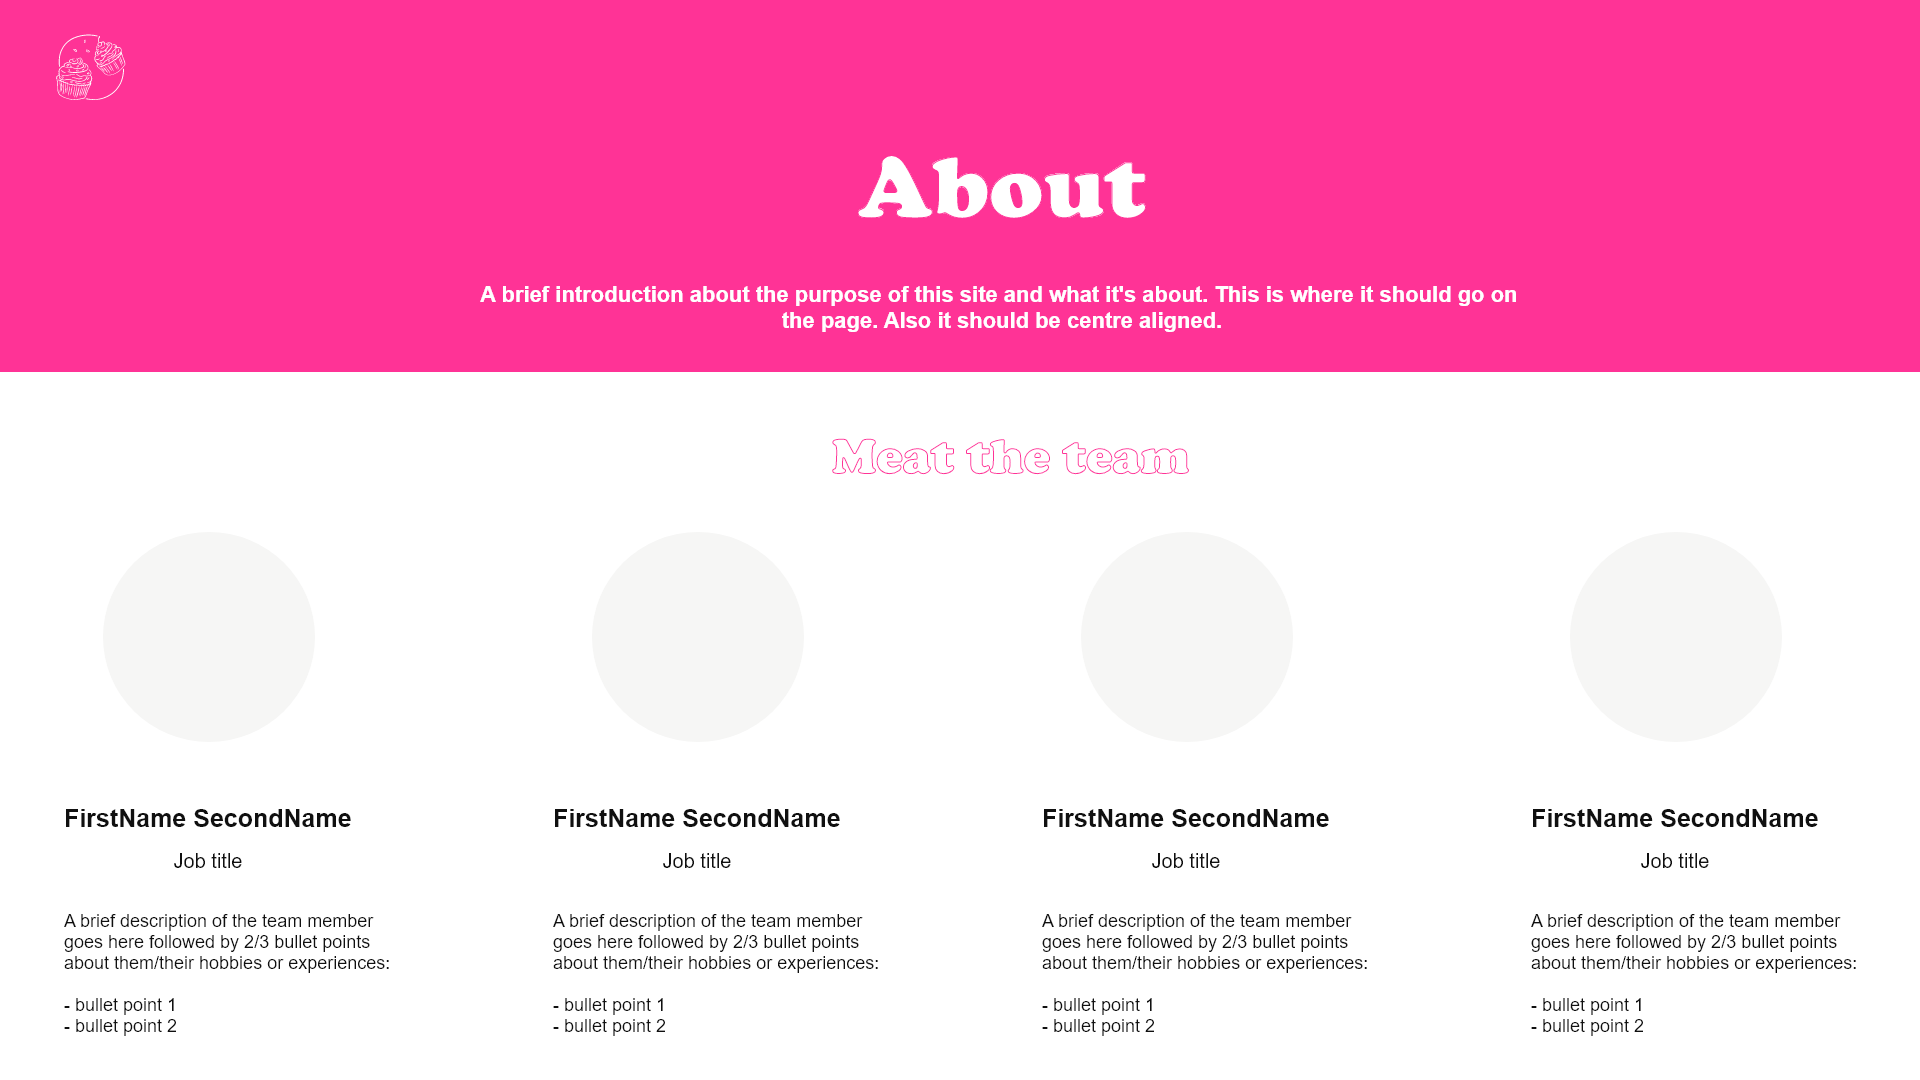 About
A brief introduction about the purpose of this site and what it's about. This is where it should go on
the page. Also it should be centre aligned.
Meat the team
FirstName SecondName
Job title
A brief description of the team member
goes here followed by 2/3 bullet points
about them/their hobbies or experiences:
- bullet point 1
- bullet point 2
FirstName SecondName
Job title
A brief description of the team member
goes here followed by 2/3 bullet points
about them/their hobbies or experiences:
- bullet point 1
- bullet point 2
FirstName SecondName
Job title
A brief description of the team member
goes here followed by 2/3 bullet points
about them/their hobbies or experiences:
- bullet point 1
- bullet point 2
FirstName SecondName
Job title
A brief description of the team member
goes here followed by 2/3 bullet points
about them/their hobbies or experiences:
- bullet point 1
- bullet point 2